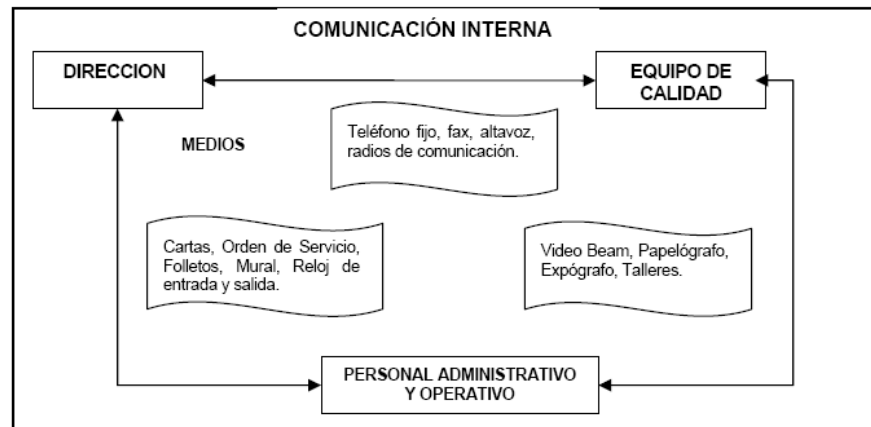 COMUNICACIÓN INTERNA
DIRECCION
EQUIPO DE
CALIDAD
MEDIOS
Teléfono fijo, fax, altavoz,
radios de comunicación.
Cartas, Orden de Servicio,
Folletos, Mural, Reloj de
entrada y salida.
Video Beam, Papelógrafo,
Expógrafo, Talleres.
PERSONAL ADMINISTRATIVO
Y OPERATIVO